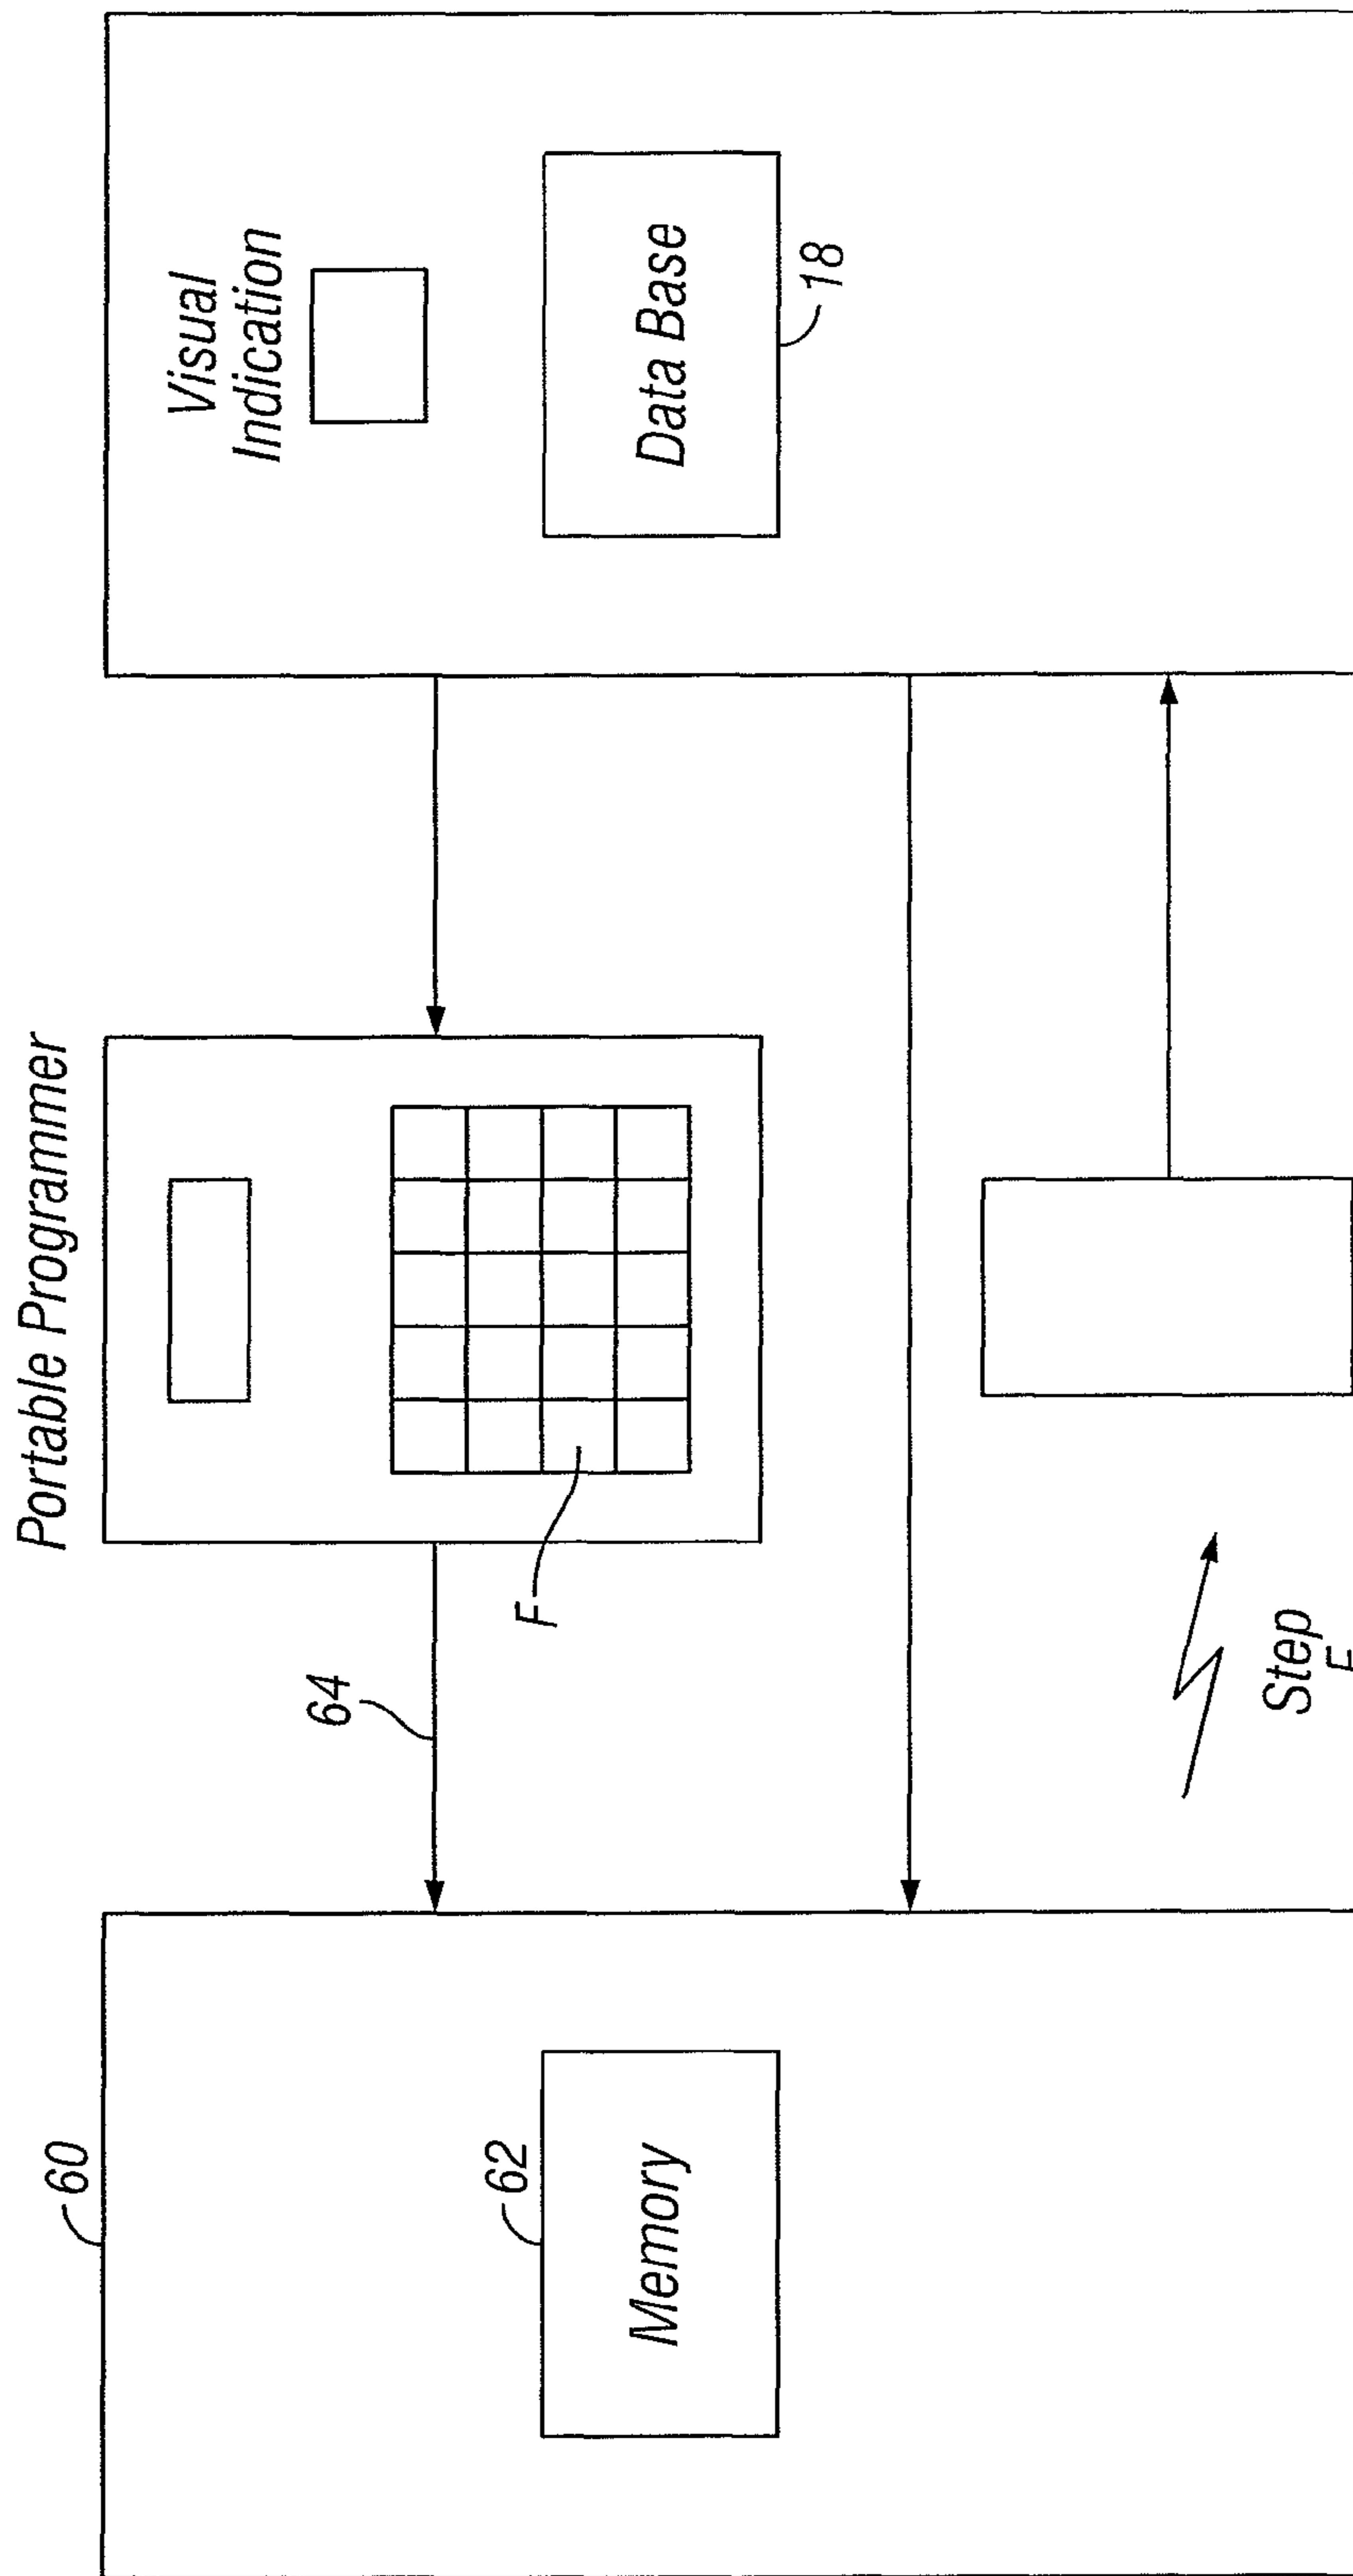 Portable Programmer
60
Visual
Indication
64
62
F
Memory
Data Base
18
Step